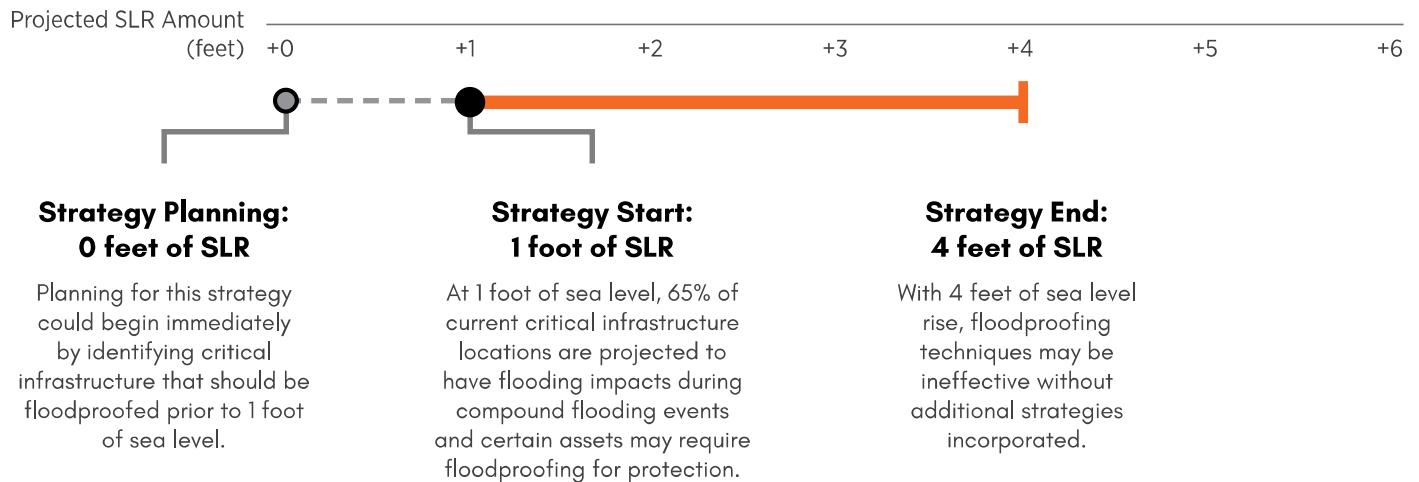 Projected SLR Amount
(feet) +0 +1 +2 +3 +4 +5 +6
Strategy Planning:
0 feet of SLR
Planning for this strategy
could begin immediately
by identifying critical
infrastructure that should be
floodproofed prior to 1 foot
of sea level.
Strategy Start:
1 foot of SLR
At 1 foot of sea level, 65% of
current critical infrastructure
locations are projected to
have flooding impacts during
compound flooding events
and certain assets may require
floodproofing for protection.
Strategy End:
4 feet of SLR
With 4 feet of sea level
rise, floodproofing
techniques may be
ineffective without
additional strategies
incorporated.